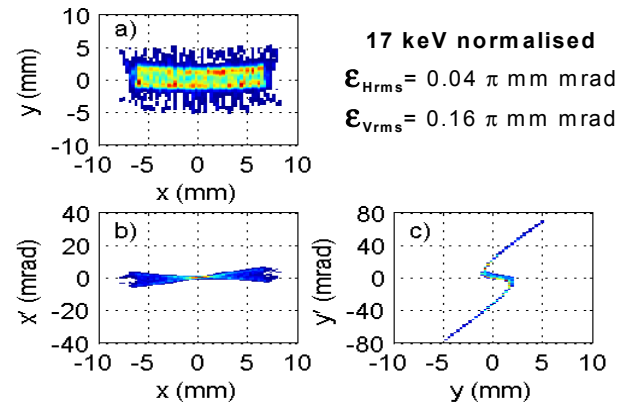 a)
10
5
0
-5
-10
y (mm)
-10 -5 0 5 10
x (mm)
17 keV normalised
εHrms= 0.04 π mm mrad
εVrms= 0.16 π mm mrad
b)
40
20
0
-20
-40
x' (mrad)
-10 -5 0 5 10
x (mm)
c)
80
40
0
-40
-80
y' (mrad)
-10 -5 0 5 10
y (mm)